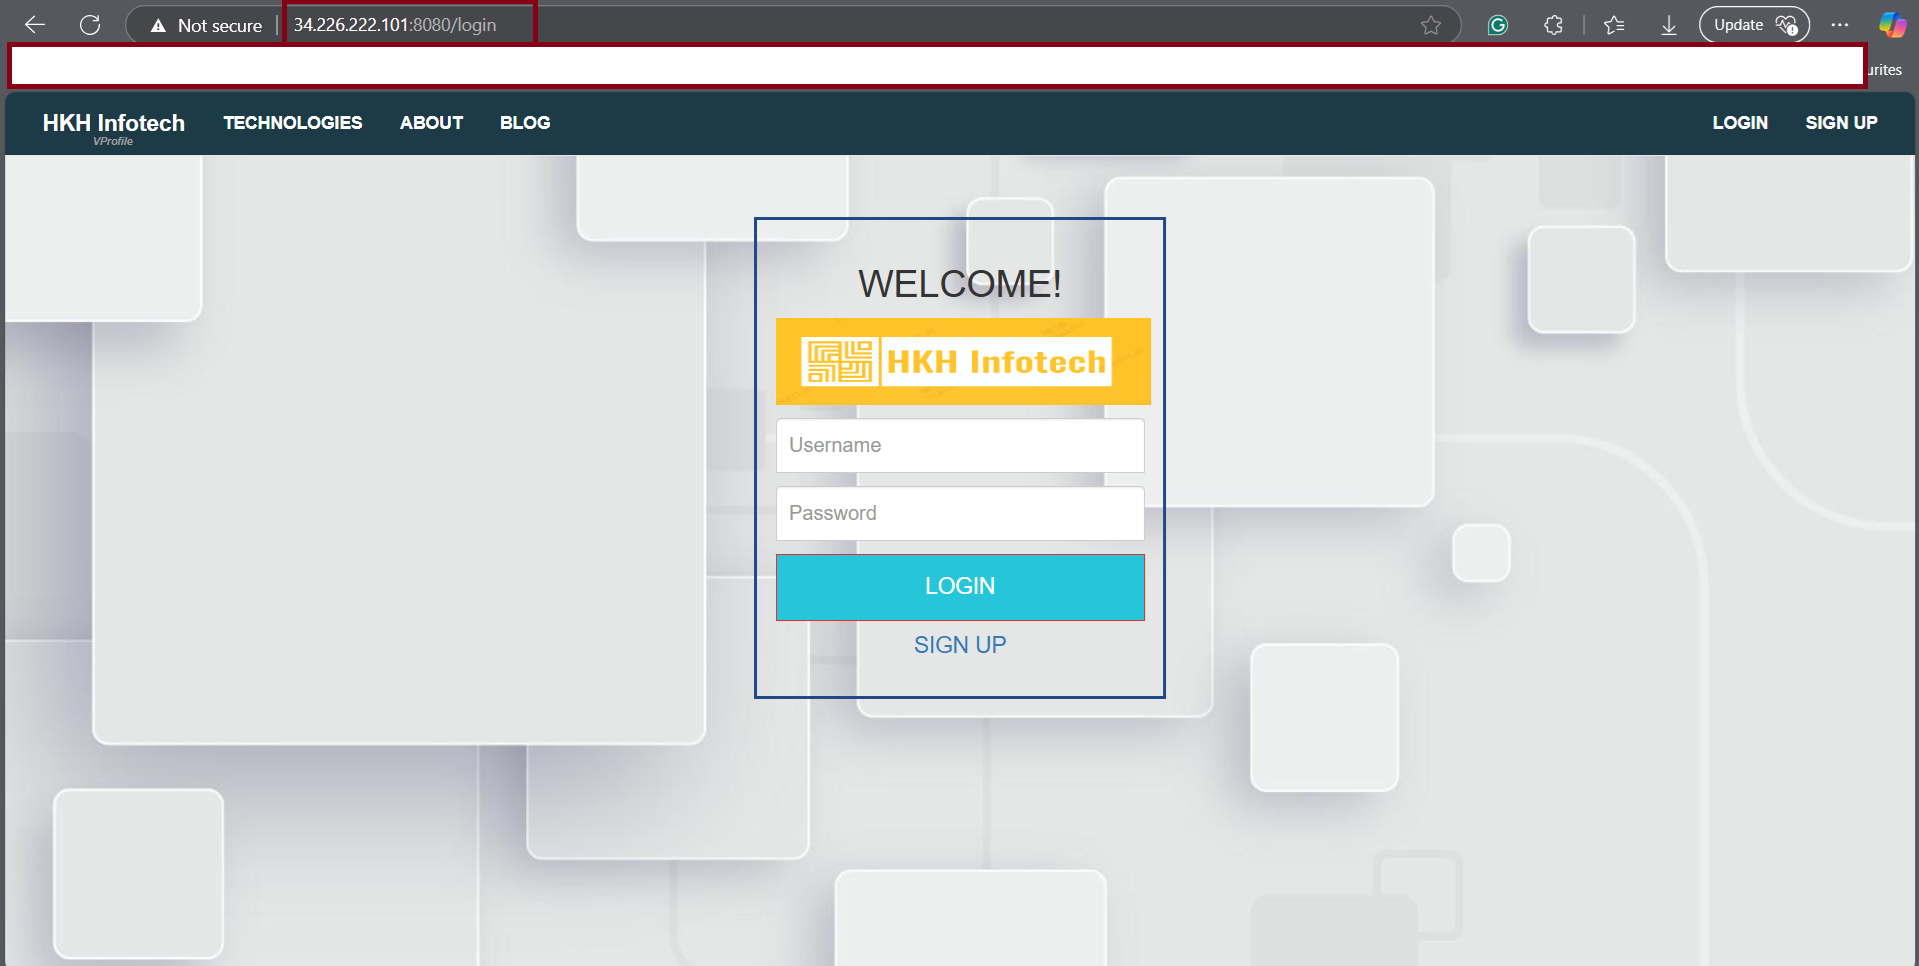 Not secure 34.226.222.101:8080/login Update
urites
HKH Infotech TECHNOLOGIES ABOUT BLOG LOGIN SIGN UP
VProfile
WELCOME!
HKH Infotech
Username
Password
LOGIN
SIGN UP